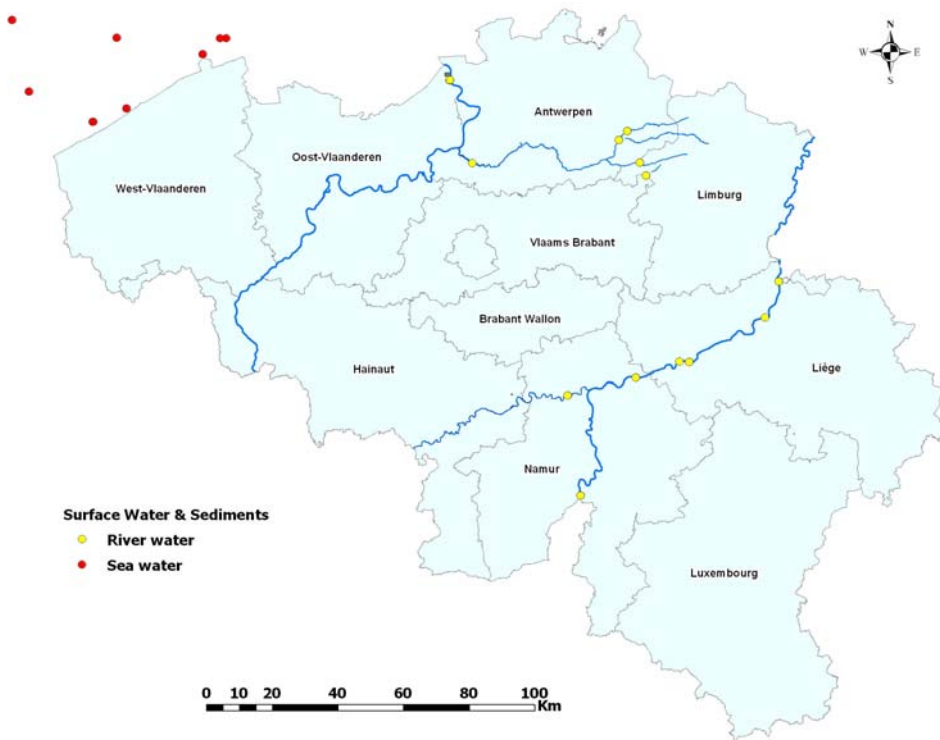 N
W E
S
Antwerpen
Oost-Vlaanderen
West-Vlaanderen
Limburg
Vlaams Brabant
Brabant Wallon
Hainaut
Liège
Namur
Luxembourg
Surface Water & Sediments
River water
Sea water
0 10 20 40 60 80 100
Km